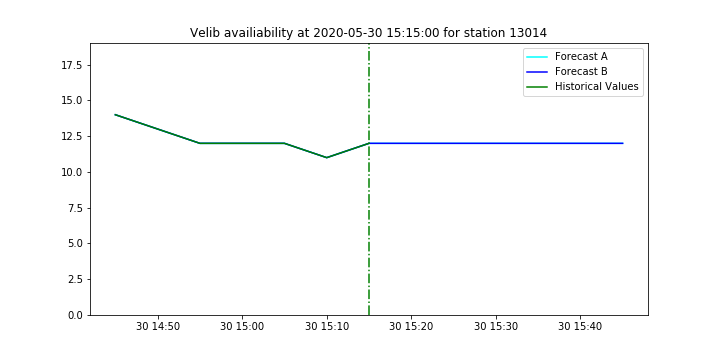 Velib availiability at 2020-05-30 15:15:00 for station 13014
Forecast A
Forecast B
Historical Values
17.5
15.0
12.5
10.0
7.5
5.0
2.5
0.0
30 14:50 30 15:00 30 15:10 30 15:20 30 15:30 30 15:40